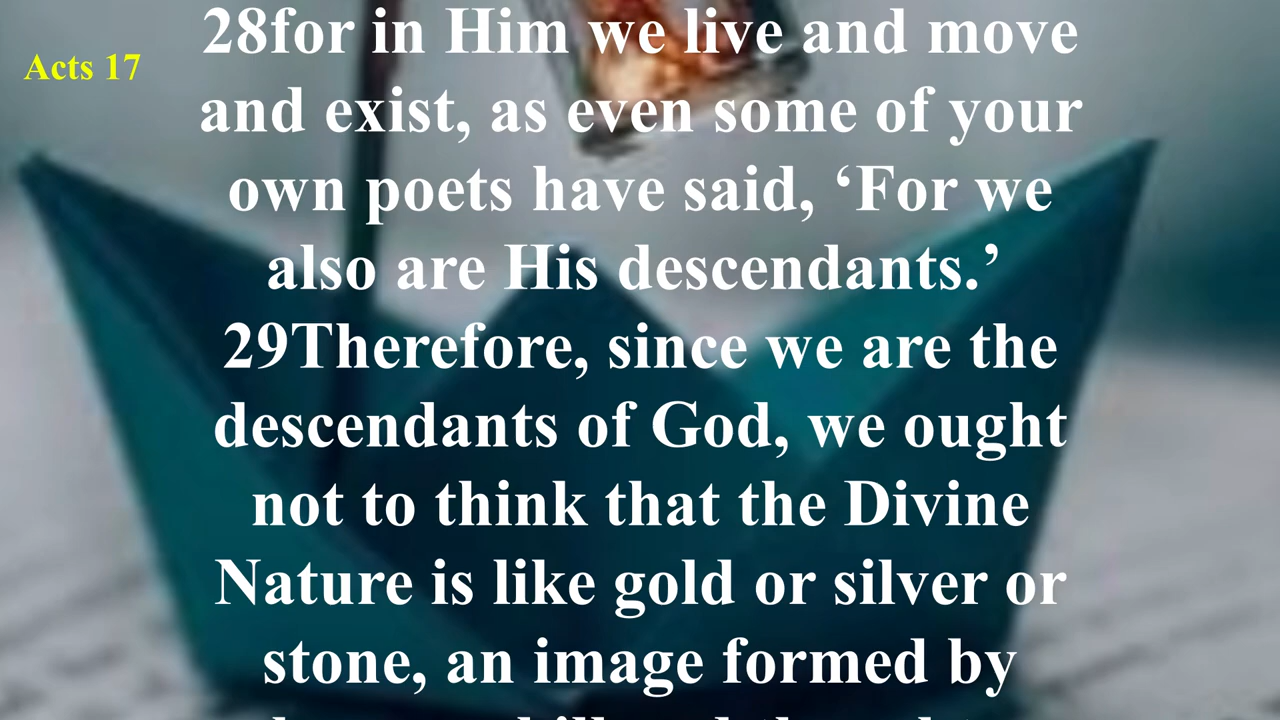 Acts 17
28for in Him we live and move
and exist, as even some of your
own poets have said, ‘For we
also are His descendants.’
29Therefore, since we are the
descendants of God, we ought
not to think that the Divine
Nature is like gold or silver or
stone, an image formed by